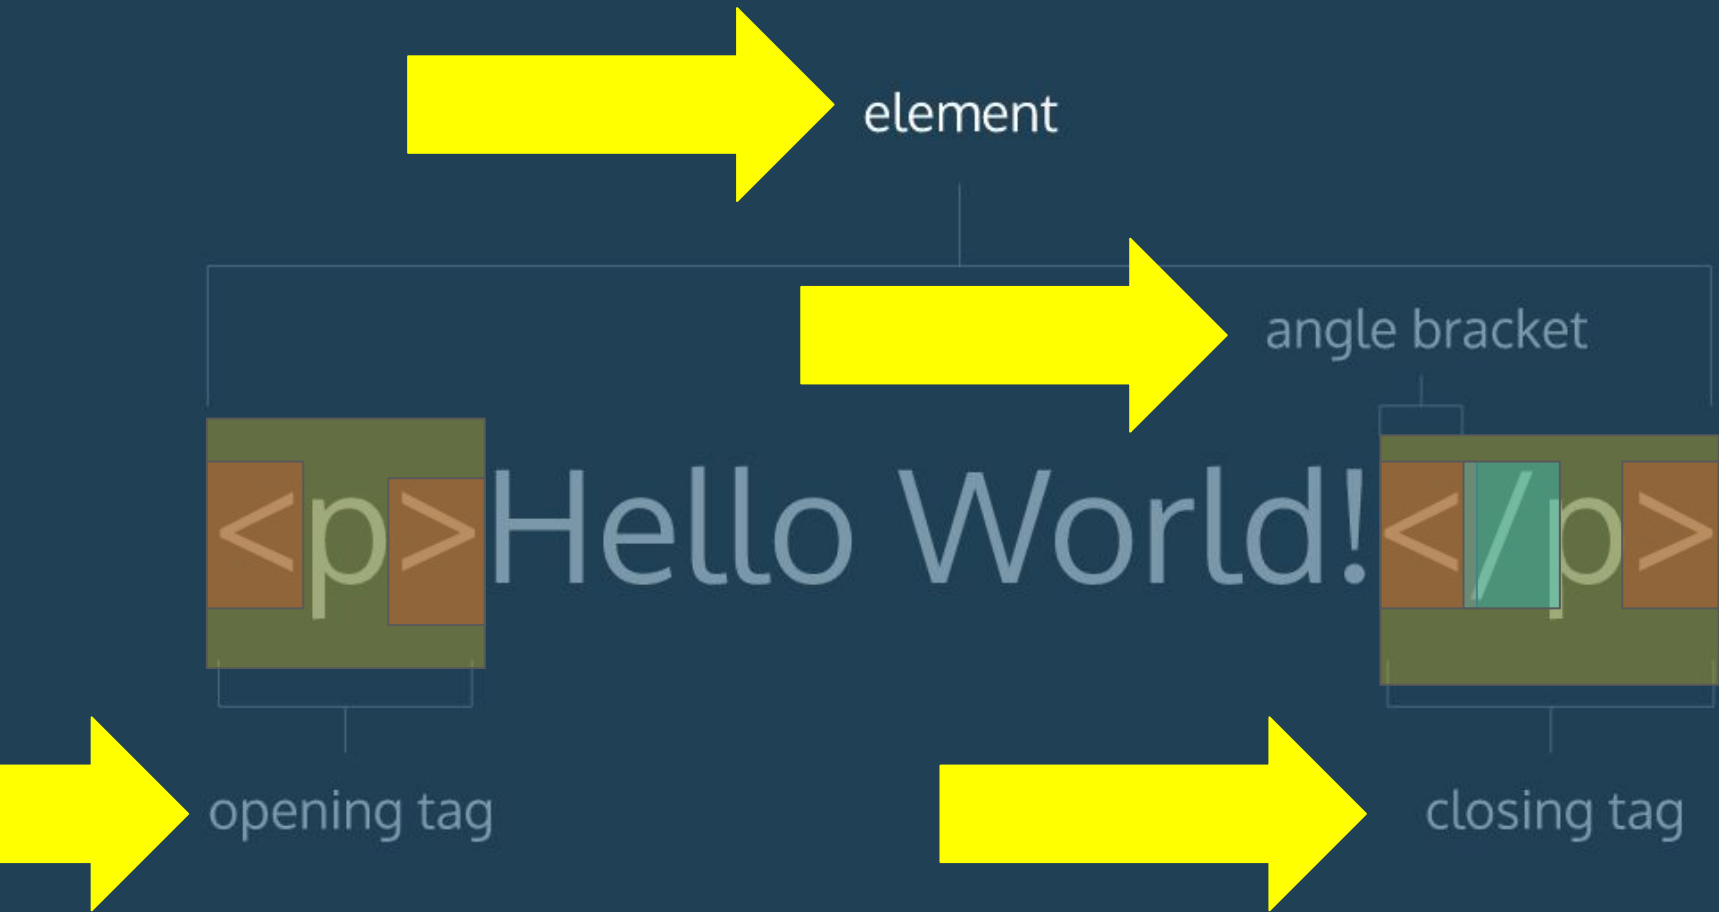 element
angle bracket
<p>Hello World!</p>
opening tag
closing tag